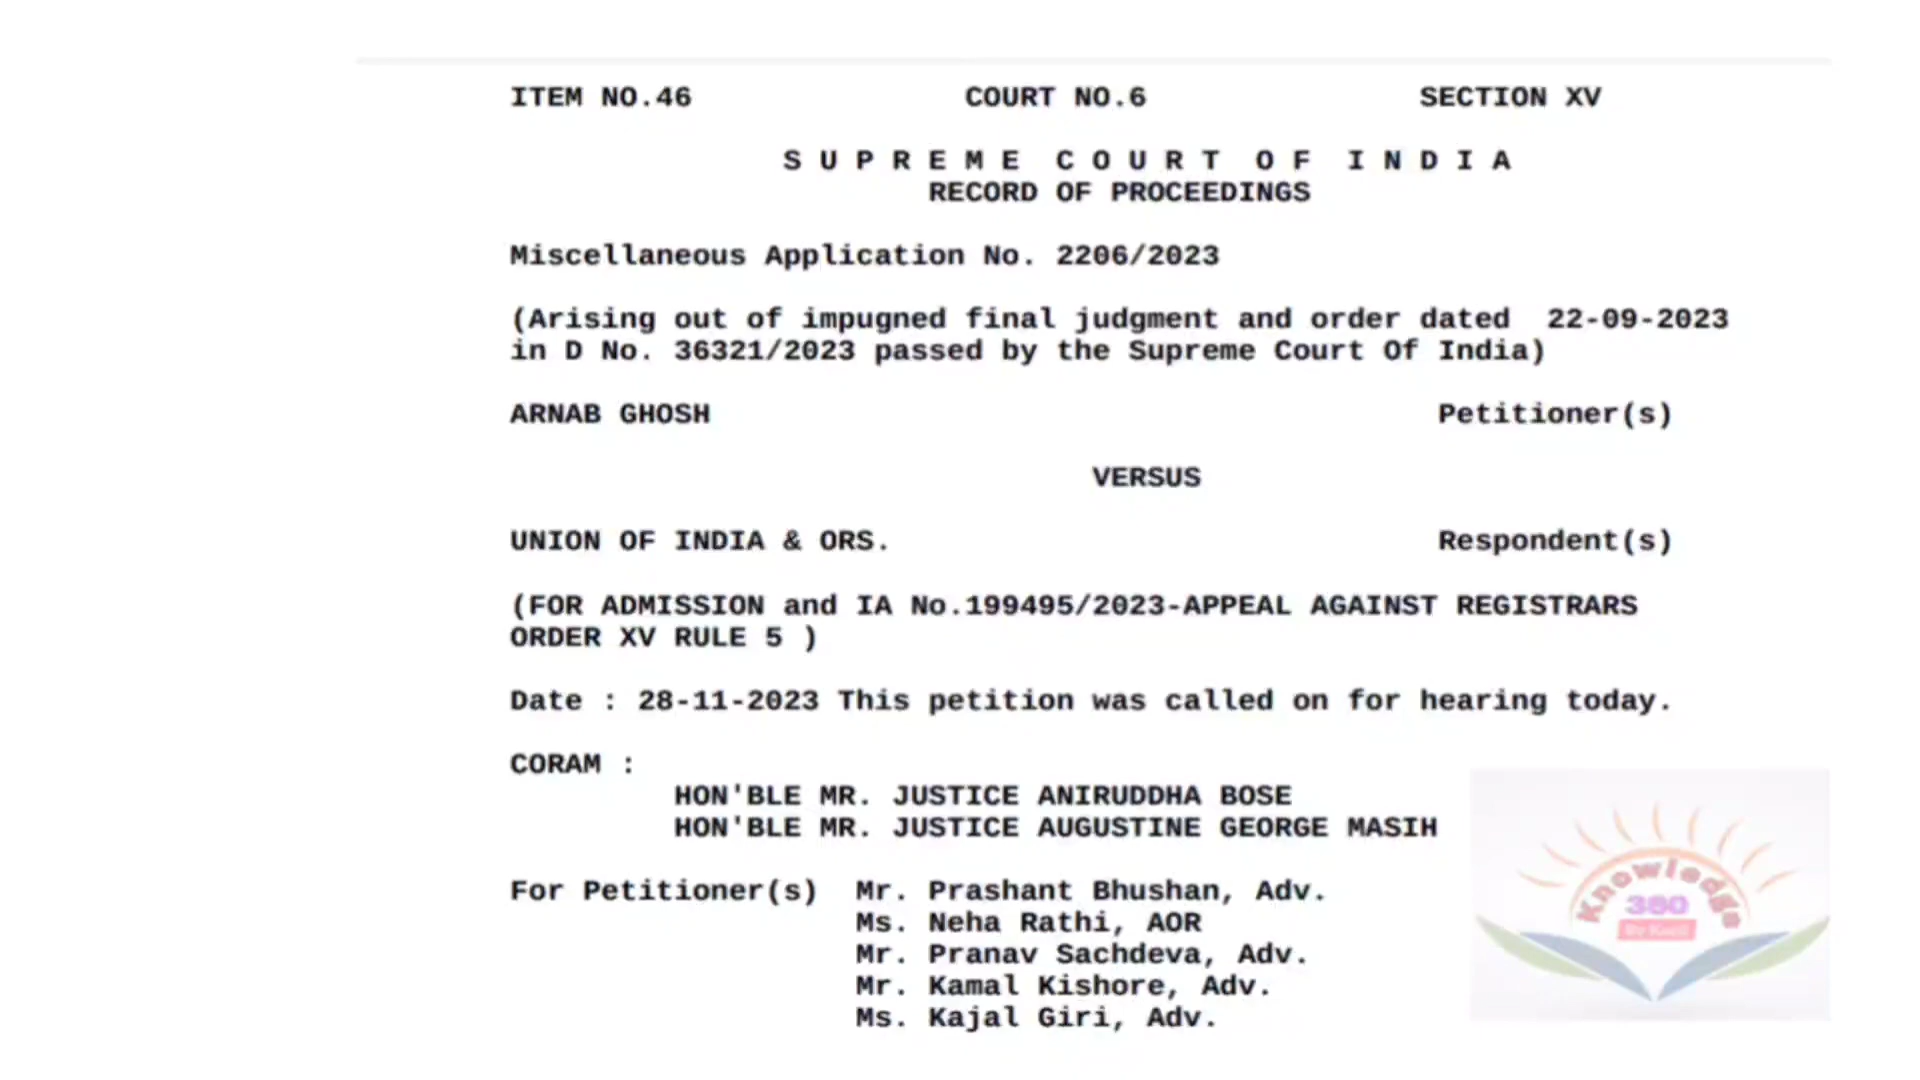 ITEM NO.46 COURT NO.6 SECTION XV
S U P R E M E C O U R T O F I N D I A
RECORD OF PROCEEDINGS
Miscellaneous Application No. 2206/2023
(Arising out of impugned final judgment and order dated 22-09-2023
in D No. 36321/2023 passed by the Supreme Court Of India)
ARNAB GHOSH Petitioner(s)
VERSUS
UNION OF INDIA & ORS. Respondent(s)
(FOR ADMISSION and IA No.199495/2023-APPEAL AGAINST REGISTRARS
ORDER XV RULE 5 )
Date : 28-11-2023 This petition was called on for hearing today.
CORAM :
HON'BLE MR. JUSTICE ANIRUDDHA BOSE
HON'BLE MR. JUSTICE AUGUSTINE GEORGE MASIH
For Petitioner(s) Mr. Prashant Bhushan, Adv.
Ms. Neha Rathi, AOR
Mr. Pranav Sachdeva, Adv.
Mr. Kamal Kishore, Adv.
Ms. Kajal Giri, Adv.
Knowledge
360